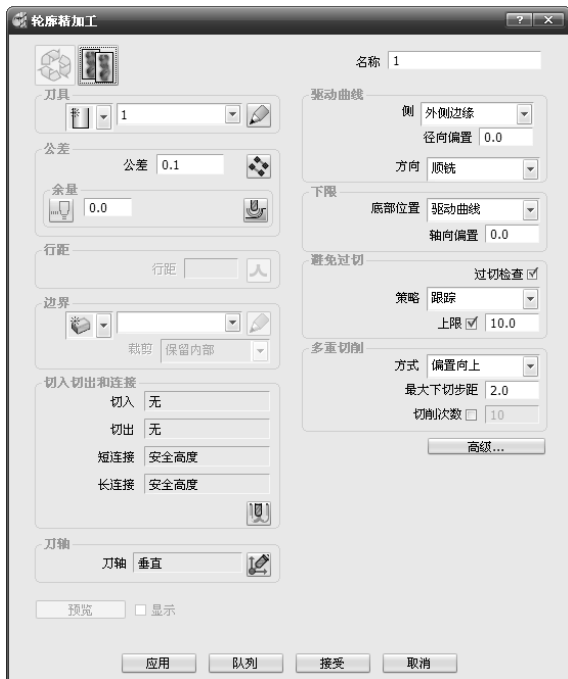 轮廓精加工
名称 1
刀具
1
公差
公差 0.1
余量
0.0
行距
行距
边界
裁剪 保留内部
切入切出和连接
切入 无
切出 无
短连接 安全高度
长连接 安全高度
刀轴
刀轴 垂直
预览 显示
驱动曲线
侧 外侧边缘
径向偏置 0.0
方向 顺铣
下限
底部位置 驱动曲线
轴向偏置 0.0
避免过切
过切检查
策略 跟踪
上限 10.0
多重切削
方式 偏置向上
最大下切步距 2.0
切削次数 10
高级...
应用 队列 接受 取消